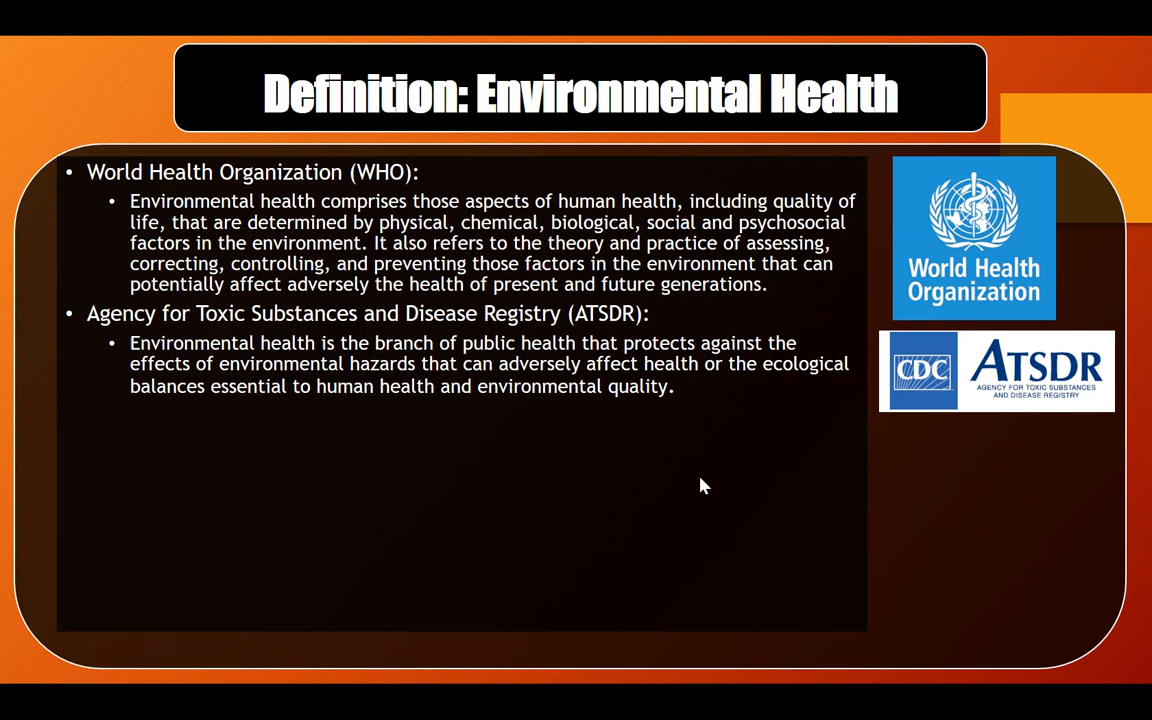 Definition: Environmental Health
• World Health Organization (WHO):
• Environmental health comprises those aspects of human health, including quality of
life, that are determined by physical, chemical, biological, social and psychosocial
factors in the environment. It also refers to the theory and practice of assessing,
correcting, controlling, and preventing those factors in the environment that can
potentially affect adversely the health of present and future generations.
• Agency for Toxic Substances and Disease Registry (ATSDR):
• Environmental health is the branch of public health that protects against the
effects of environmental hazards that can adversely affect health or the ecological
balances essential to human health and environmental quality.
World Health
Organization
CDC
ATSDR
AGENCY FOR TOXIC SUBSTANCES
AND DISEASE REGISTRY